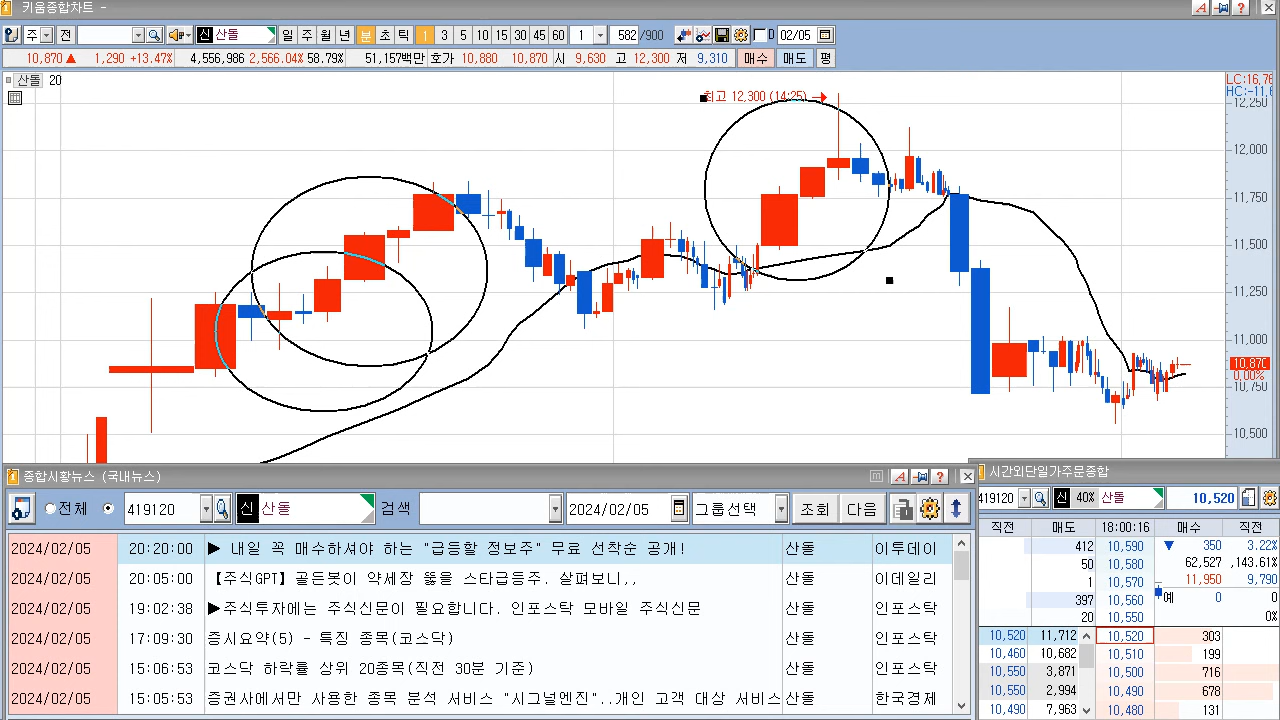 키움종합차트 -
주 전 신 산돌 일 주 월 년 분 초 틱 1 3 5 10 15 30 45 60 1 582 /900 D 02/05
10,870 ▲ 1,290 +13.47% 4,556,986 2,566.04% 58.79% 51,157백만 호가 10,880 10,870 시 9,630 고 12,300 저 9,310 매수 매도 평
산돌 20
LC:16,76
HC:-11,6
최고 12,300 (14:25) →
12,250
12,000
11,750
11,500
11,250
11,000
10,870
0.00%
10,750
10,500
종합시황뉴스 (국내뉴스)
전체 419120 신 산돌 검색 2024/02/05 그룹선택 조회 다음
2024/02/05 20:20:00 ▶ 내일 꼭 매수하셔야 하는 "급등할 정보주" 무료 선착순 공개! 산돌 이투데이
2024/02/05 20:05:00 【주식GPT】골든봇이 약세장 뚫을 스타급등주. 살펴보니,, 산돌 이데일리
2024/02/05 19:02:38 ▶주식투자에는 주식신문이 필요합니다. 인포스탁 모바일 주식신문 산돌 인포스탁
2024/02/05 17:09:30 증시요약(5) - 특징 종목(코스닥) 산돌 인포스탁
2024/02/05 15:06:53 코스닥 하락률 상위 20종목(직전 30분 기준) 산돌 인포스탁
2024/02/05 15:05:53 증권사에서만 사용한 종목 분석 서비스 "시그널엔진"..개인 고객 대상 서비스 산돌 한국경제
시간외단일가주문종합
419120 신 40% 산돌 10,520
직전 매도 18:00:16 매수 직전
412 10,590 ▼ 350 3.22%
50 10,580 62,527 ,143.61%
1 10,570 11,950 9,790
397 10,560 예 0 0
20 10,550 0%
10,520 11,712 10,520 303
10,460 10,682 10,510 199
10,550 3,871 10,500 716
10,550 2,994 10,490 678
10,490 7,963 10,480 131